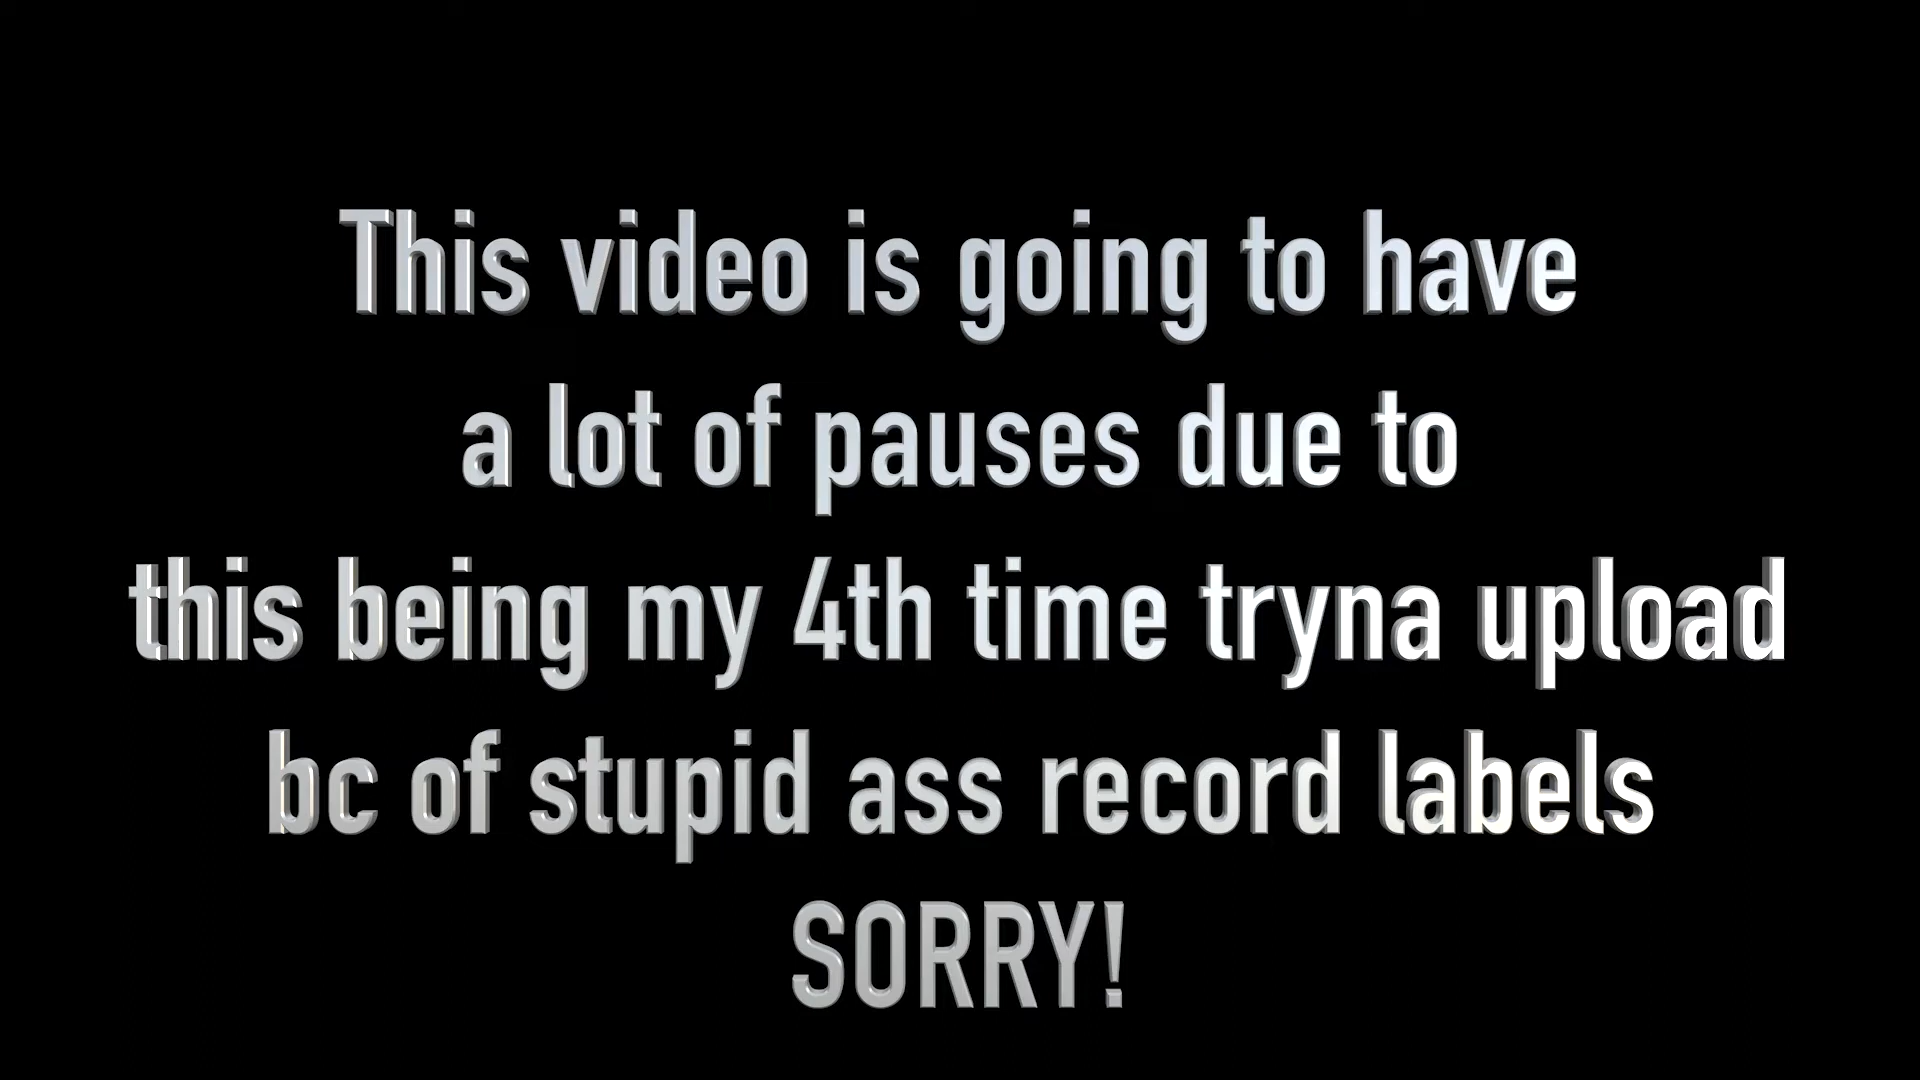 This video is going to have
a lot of pauses due to
this being my 4th time tryna upload
bc of stupid ass record labels
SORRY!